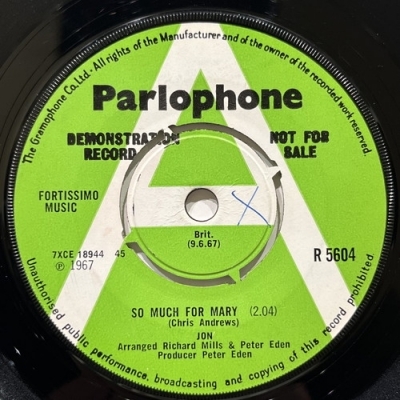 The Gramophone Co. Ltd. - All rights of the Manufacturer and of the owner of the recorded work reserved.
Parlophone
DEMONSTRATION NOT FOR
RECORD SALE
FORTISSIMO
MUSIC
Brit.
(9.6.67)
7XCE 18944 45
℗ 1967
R 5604
SO MUCH FOR MARY (2.04)
(Chris Andrews)
JON
Arranged Richard Mills & Peter Eden
Producer Peter Eden
Unauthorised public performance, broadcasting and copying of this record prohibited.